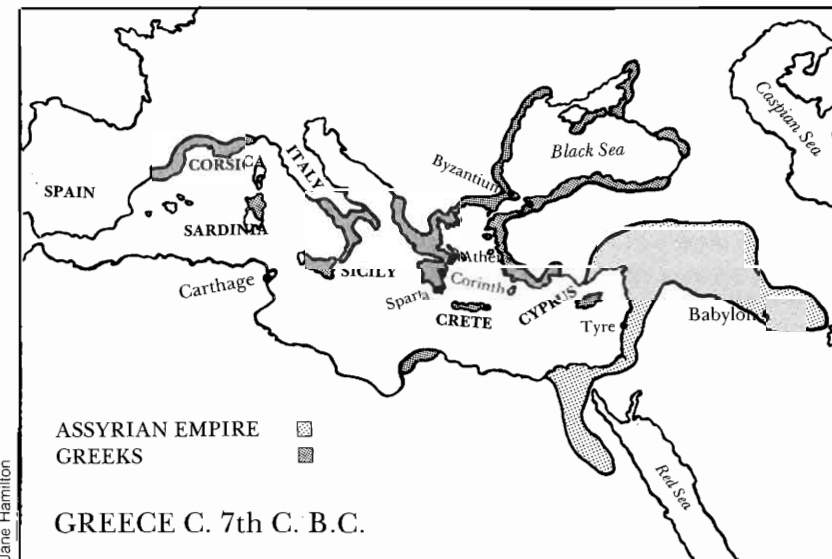 Caspian Sea
Black Sea
Byzantium
CORSICA
ITALY
SPAIN
SARDINIA
SICILY
Athe
Corinth
Carthage
Sparta
CRETE
CYPRUS
Tyre
Babylon
Red Sea
ASSYRIAN EMPIRE
GREEKS
GREECE C. 7th C. B.C.
Jane Hamilton